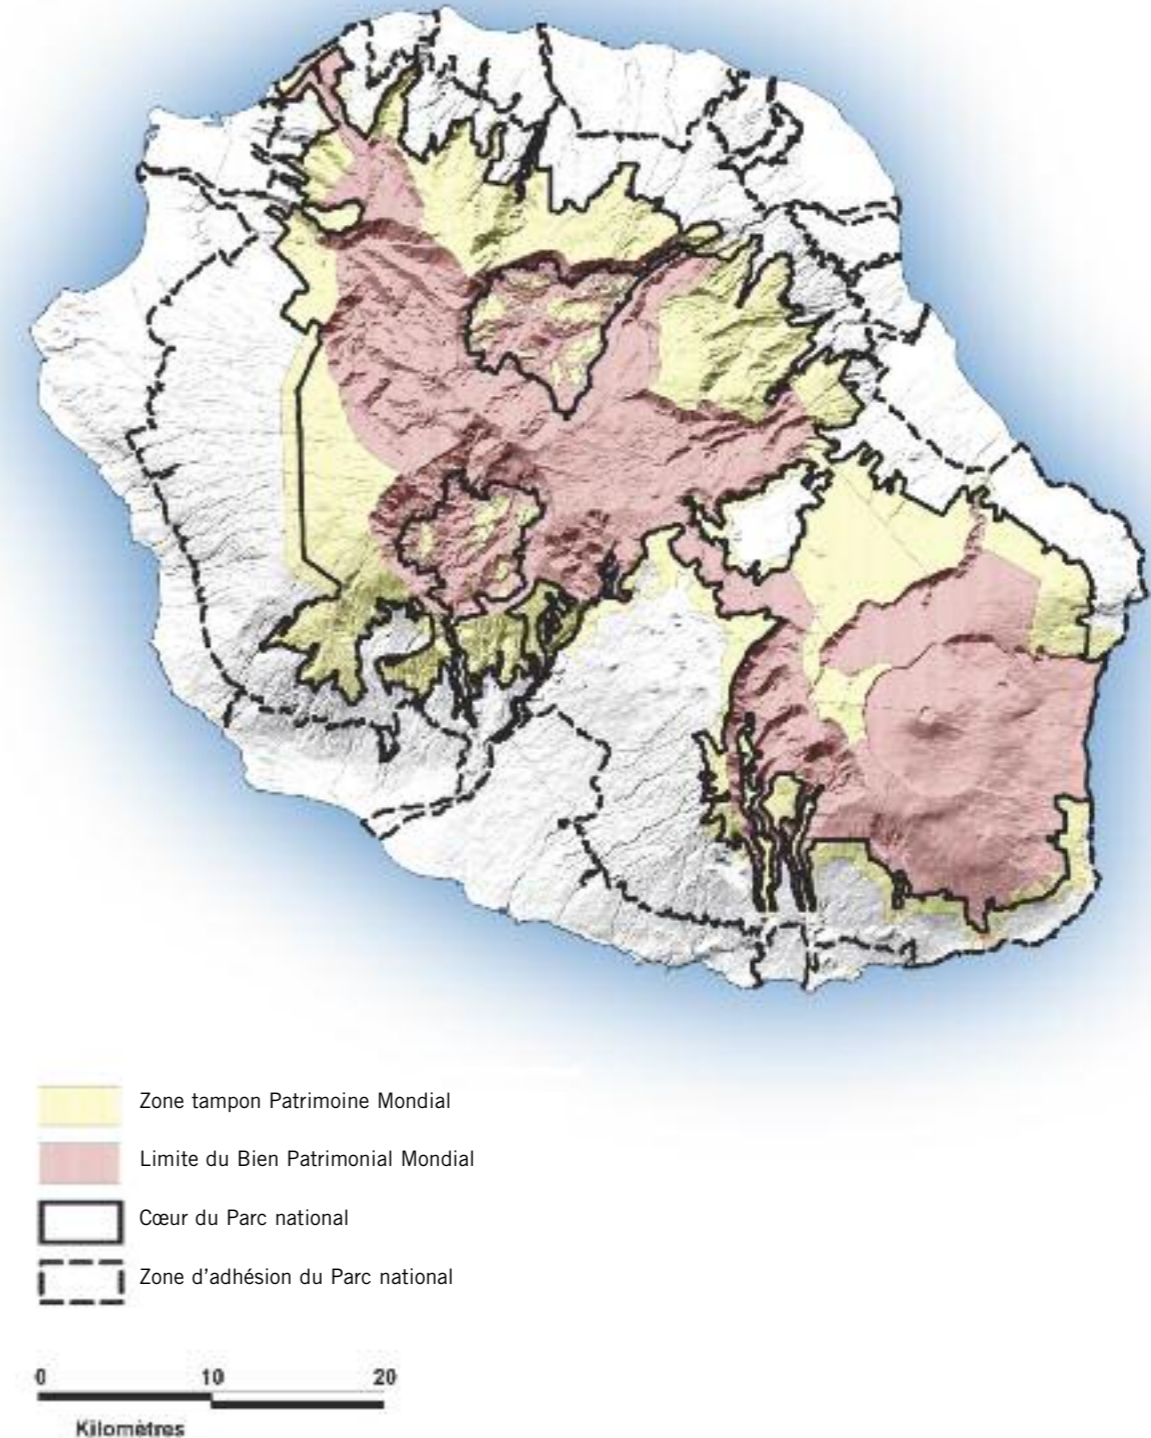 Zone tampon Patrimoine Mondial
Limite du Bien Patrimonial Mondial
Cœur du Parc national
Zone d'adhésion du Parc national
0 10 20
Kilomètres